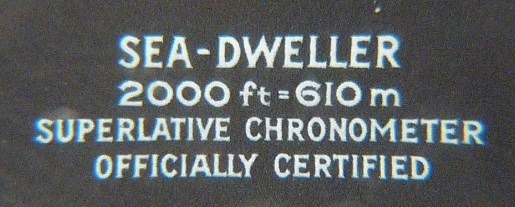 SEA-DWELLER
2000 ft = 610 m
SUPERLATIVE CHRONOMETER
OFFICIALLY CERTIFIED